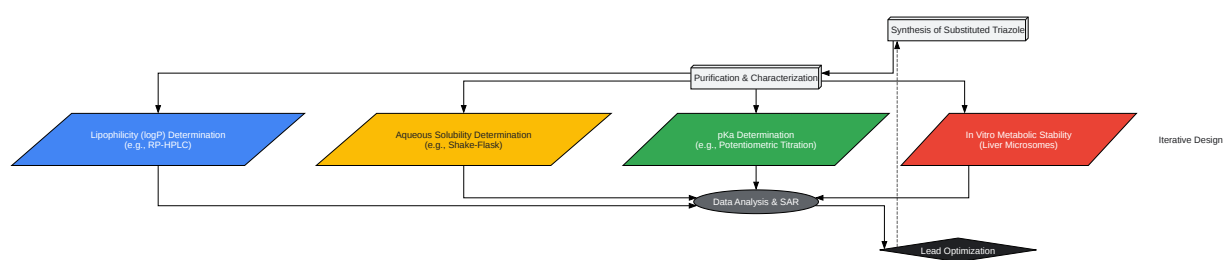 Synthesis of Substituted Triazole
Purification & Characterization
Lipophilicity (logP) Determination
(e.g., RP-HPLC)
Aqueous Solubility Determination
(e.g., Shake-Flask)
pKa Determination
(e.g., Potentiometric Titration)
In Vitro Metabolic Stability
(Liver Microsomes)
Iterative Design
Data Analysis & SAR
Lead Optimization